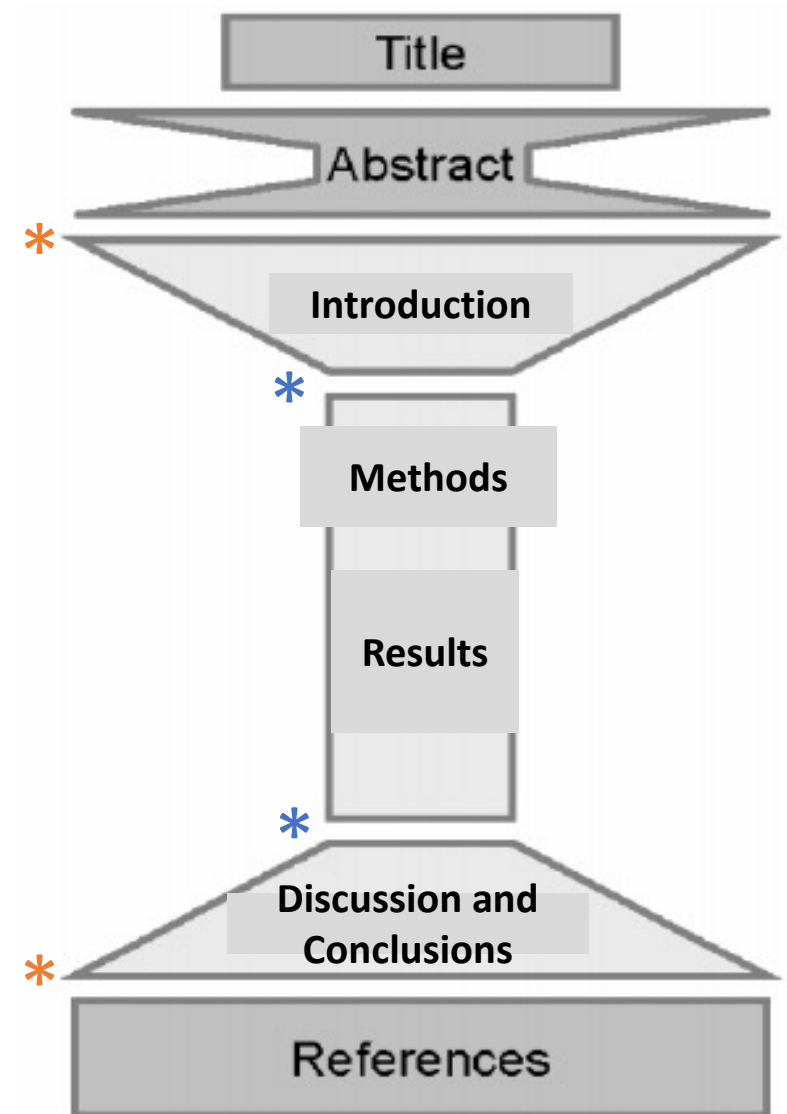 Title
Abstract
*
Introduction
*
Methods
Results
*
Discussion and
Conclusions
*
References